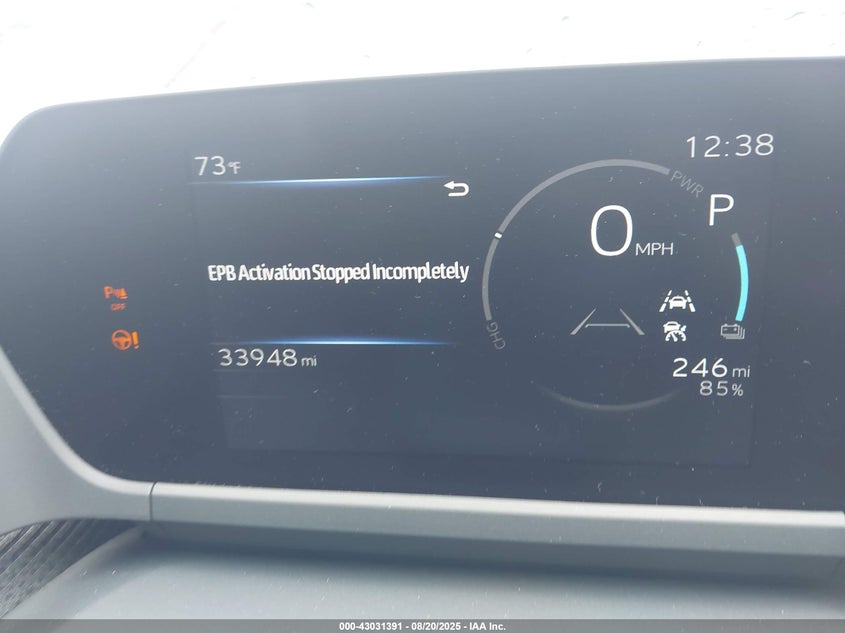 73°F
12:38
PWR
P
0 MPH
EPB Activation Stopped Incompletely
P
OFF
!
CHG
33948 mi
246 mi
85%
000-43031391 - 08/20/2025 - IAA Inc.